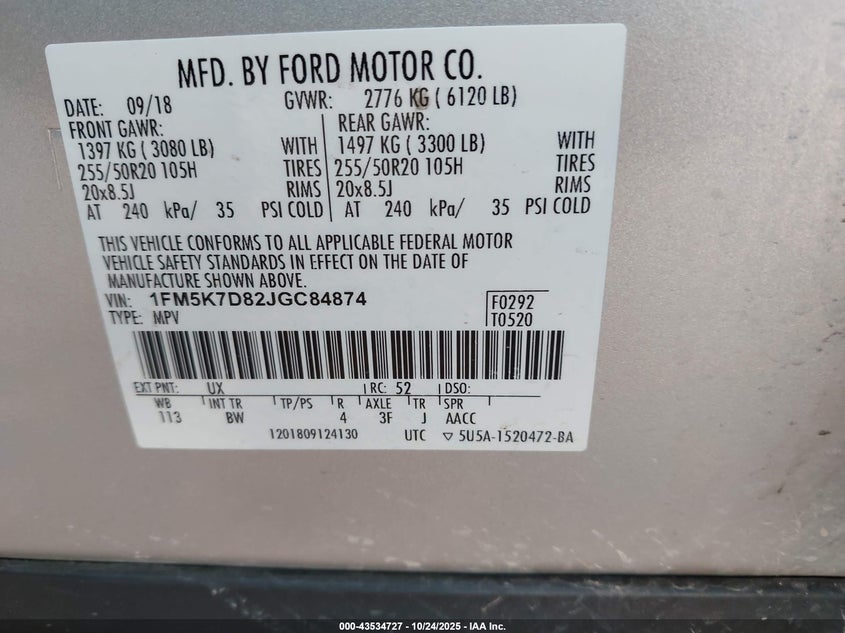 MFD. BY FORD MOTOR CO.
DATE: 09/18 GVWR: 2776 KG ( 6120 LB)
FRONT GAWR: REAR GAWR:
1397 KG ( 3080 LB) WITH 1497 KG ( 3300 LB) WITH
255/50R20 105H TIRES 255/50R20 105H TIRES
20x8.5J RIMS 20x8.5J RIMS
AT 240 kPa/ 35 PSI COLD AT 240 kPa/ 35 PSI COLD
THIS VEHICLE CONFORMS TO ALL APPLICABLE FEDERAL MOTOR
VEHICLE SAFETY STANDARDS IN EFFECT ON THE DATE OF
MANUFACTURE SHOWN ABOVE.
VIN: 1FM5K7D82JGC84874 F0292
TYPE: MPV T0520
EXT PNT: UX RC: 52 DSO:
WB INT TR TP/PS R AXLE TR SPR
113 BW 4 3F J AACC
1201809124130 UTC ▽ 5U5A-1520472-BA
000-43534727 - 10/24/2025 - IAA Inc.